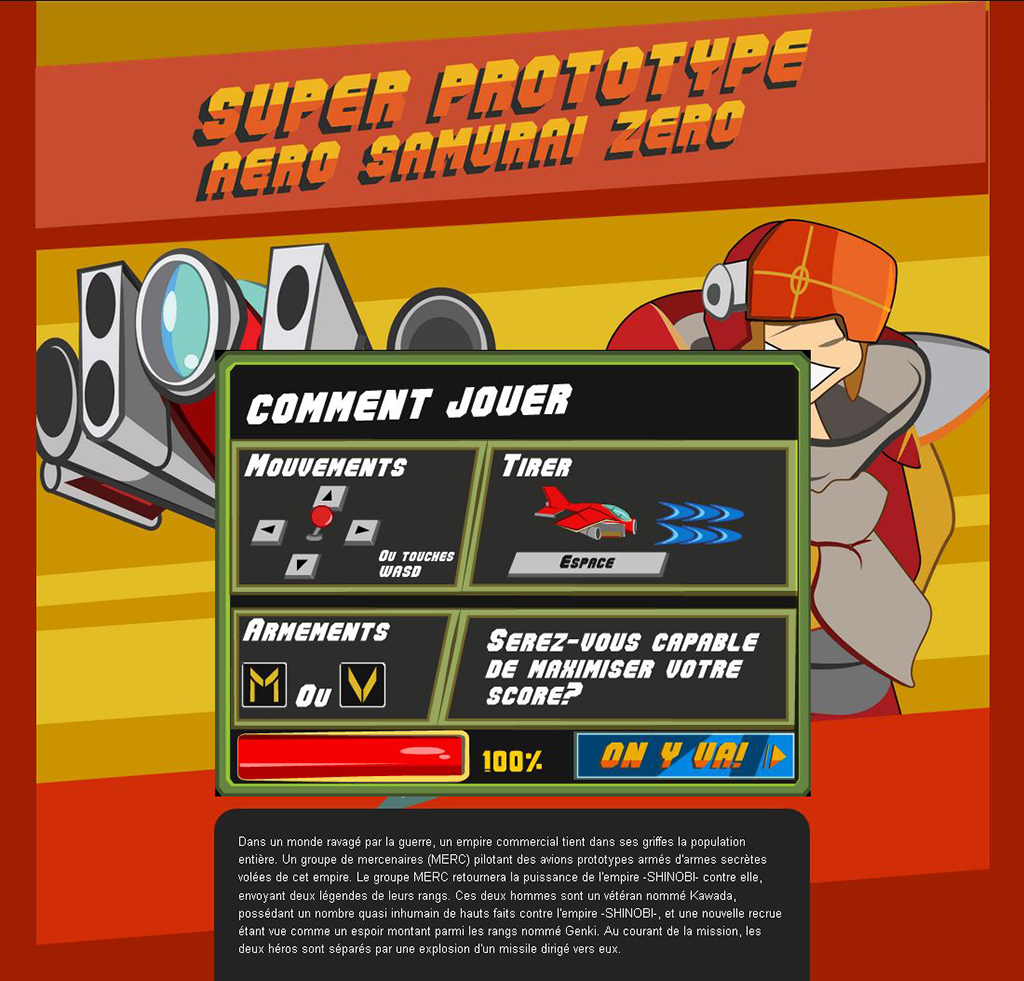 SUPER PROTOTYPE
AERO SAMURAI ZERO
COMMENT JOUER
MOUVEMENTS
OU TOUCHES
WASD
TIRER
ESPACE
ARMEMENTS
M OU V
SEREZ-VOUS CAPABLE
DE MAXIMISER VOTRE
SCORE?
100%
ON Y VA!
Dans un monde ravagé par la guerre, un empire commercial tient dans ses griffes la population
entière. Un groupe de mercenaires (MERC) pilotant des avions prototypes armés d'armes secrètes
volées de cet empire. Le groupe MERC retournera la puissance de l'empire -SHINOBI- contre elle,
envoyant deux légendes de leurs rangs. Ces deux hommes sont un vétéran nommé Kawada,
possédant un nombre quasi inhumain de hauts faits contre l'empire -SHINOBI-, et une nouvelle recrue
étant vue comme un espoir montant parmi les rangs nommé Genki. Au courant de la mission, les
deux héros sont séparés par une explosion d'un missile dirigé vers eux.